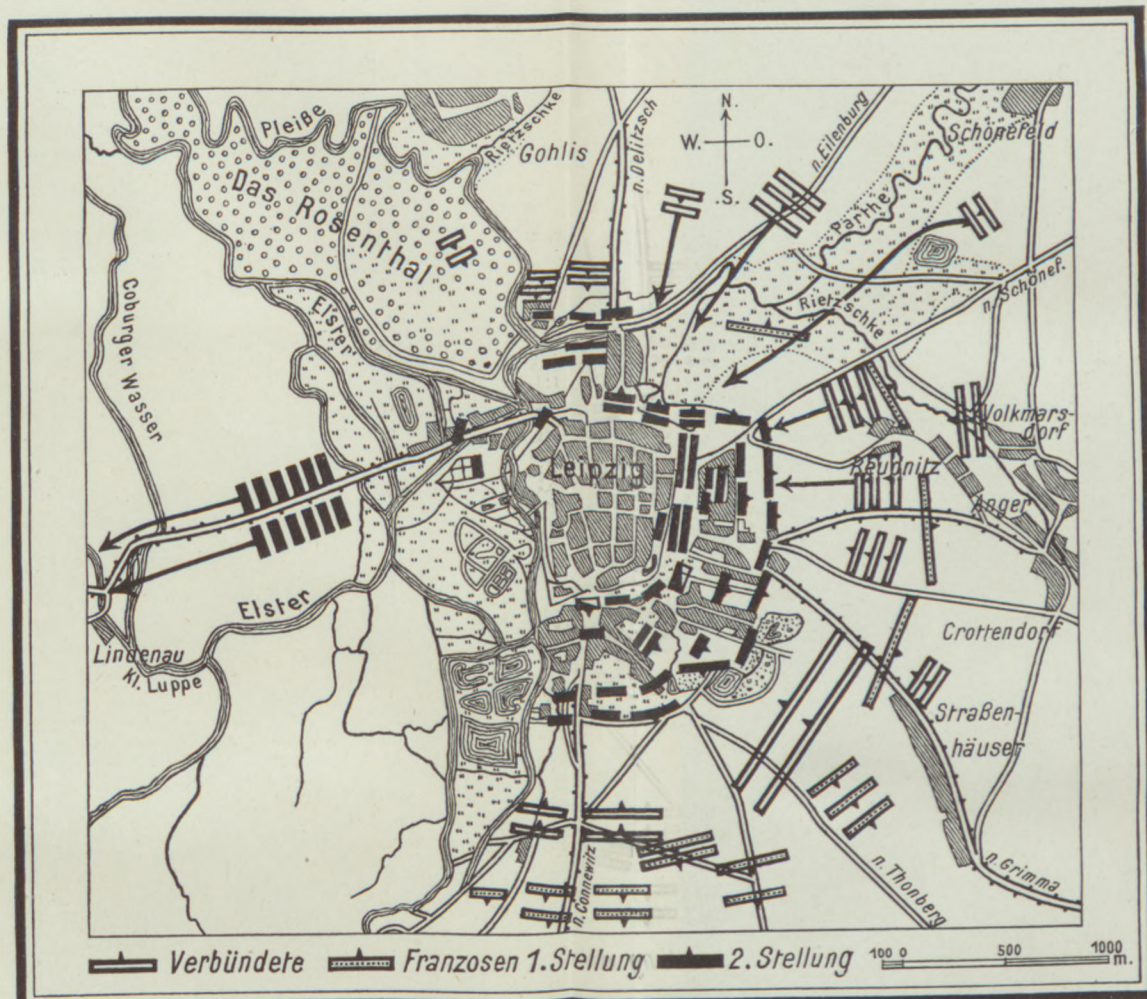 Pleiße
Rietzschke
Gohlis
n. Delitzsch
N.
W.
O.
S.
n. Eilenburg
Schönefeld
Das Rosenthal
Parthe
Coburger Wasser
Elster
Rietzschke
n. Schönef.
Volkmars-
dorf
Leipzig
Reudnitz
Anger
Elster
Crottendorf
Lindenau
Kl. Luppe
Straßen-
häuser
n. Connewitz
n. Thonberg
n. Grimma
Verbündete Franzosen 1. Stellung 2. Stellung 100 0 500 1000
m.